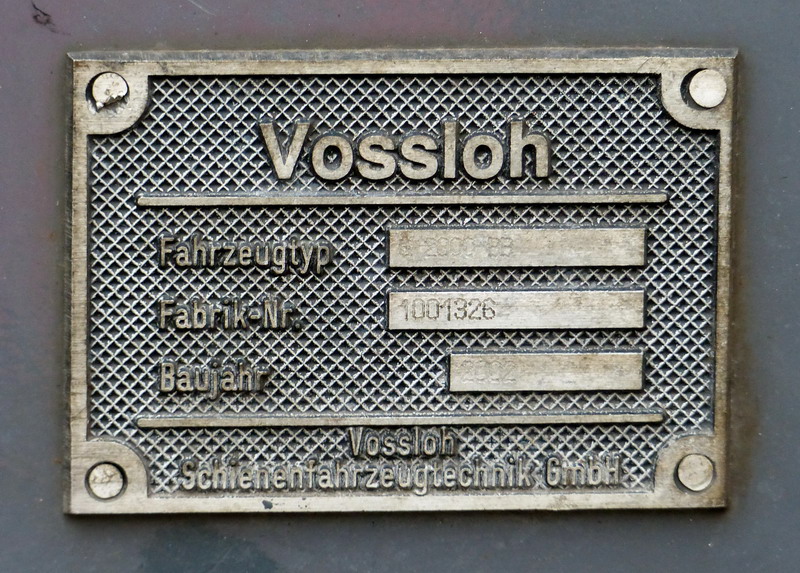 Vossloh
Fahrzeugtyp G 2000 BB
Fabrik-Nr. 1001326
Baujahr 2002
Vossloh
Schienenfahrzeugtechnik GmbH